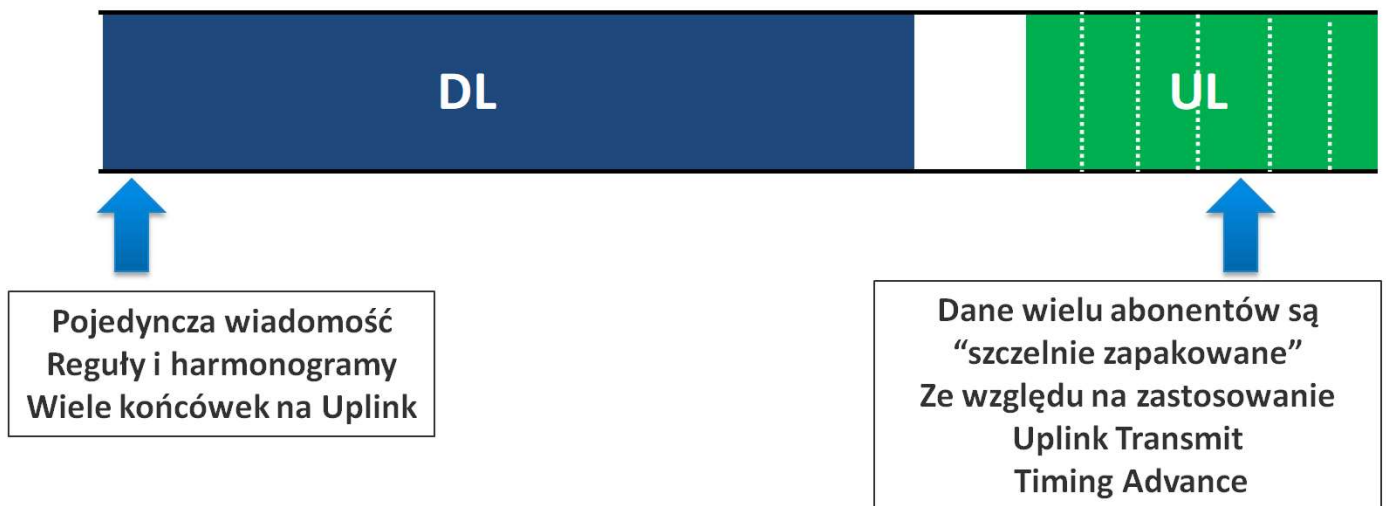 DL
UL
Pojedyncza wiadomość
Reguły i harmonogramy
Wiele końcówek na Uplink
Dane wielu abonentów są
“szczelnie zapakowane”
Ze względu na zastosowanie
Uplink Transmit
Timing Advance